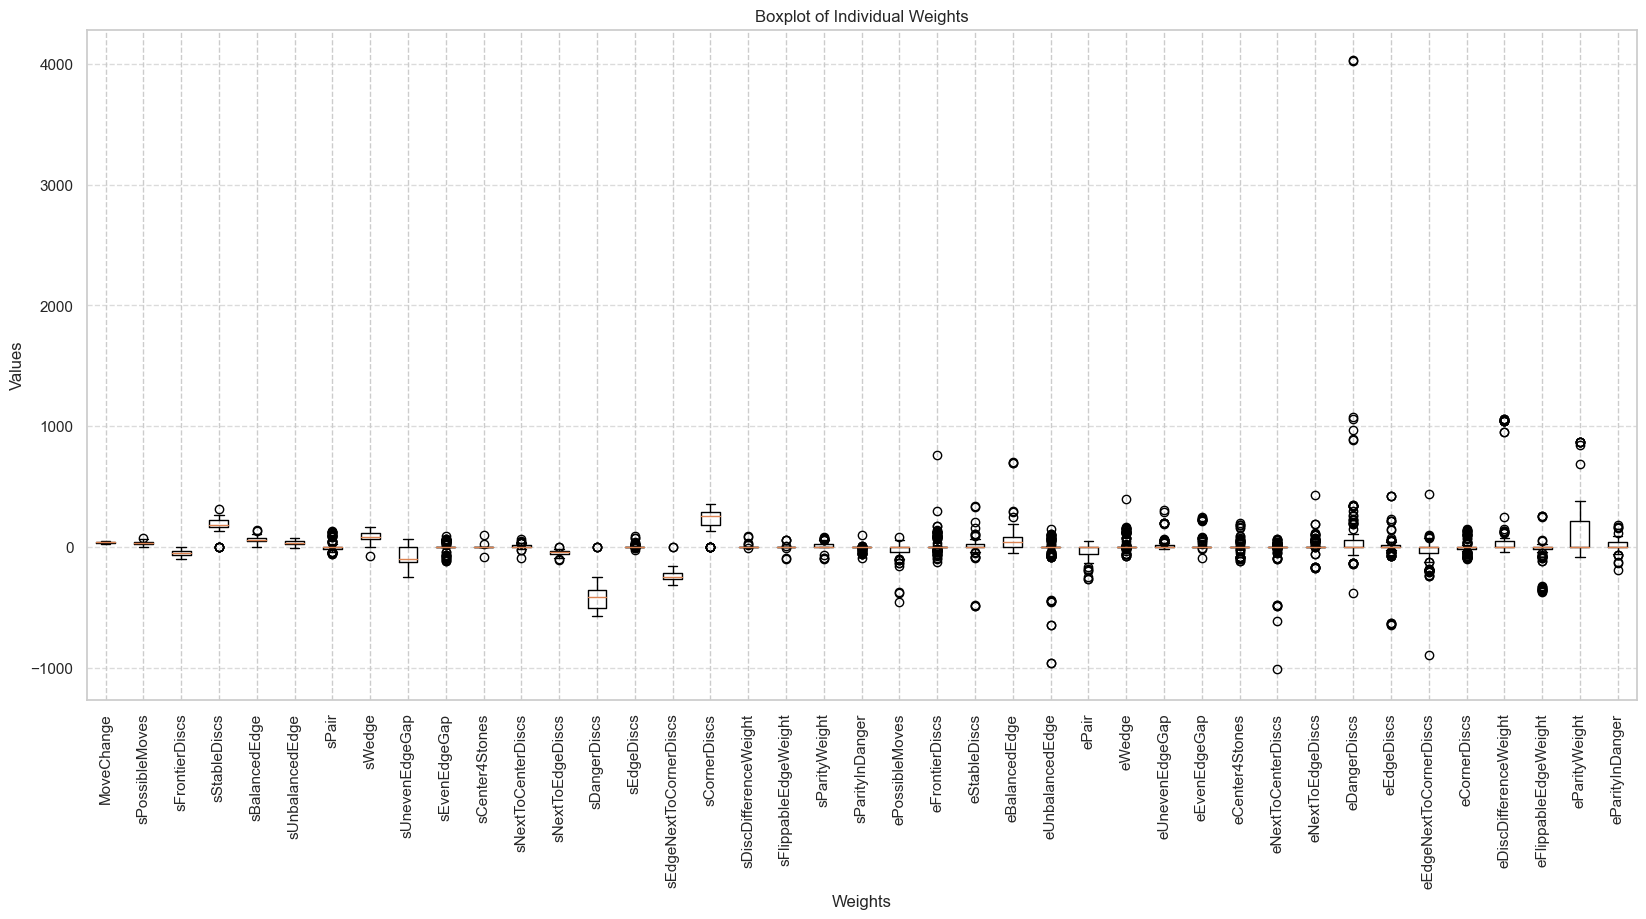 Boxplot of Individual Weights
4000
3000
2000
1000
0
−1000
Values
MoveChange
sPossibleMoves
sFrontierDiscs
sStableDiscs
sBalancedEdge
sUnbalancedEdge
sPair
sWedge
sUnevenEdgeGap
sEvenEdgeGap
sCenter4Stones
sNextToCenterDiscs
sNextToEdgeDiscs
sDangerDiscs
sEdgeDiscs
sEdgeNextToCornerDiscs
sCornerDiscs
sDiscDifferenceWeight
sFlippableEdgeWeight
sParityWeight
sParityInDanger
ePossibleMoves
eFrontierDiscs
eStableDiscs
eBalancedEdge
eUnbalancedEdge
ePair
eWedge
eUnevenEdgeGap
eEvenEdgeGap
eCenter4Stones
eNextToCenterDiscs
eNextToEdgeDiscs
eDangerDiscs
eEdgeDiscs
eEdgeNextToCornerDiscs
eCornerDiscs
eDiscDifferenceWeight
eFlippableEdgeWeight
eParityWeight
eParityInDanger
Weights